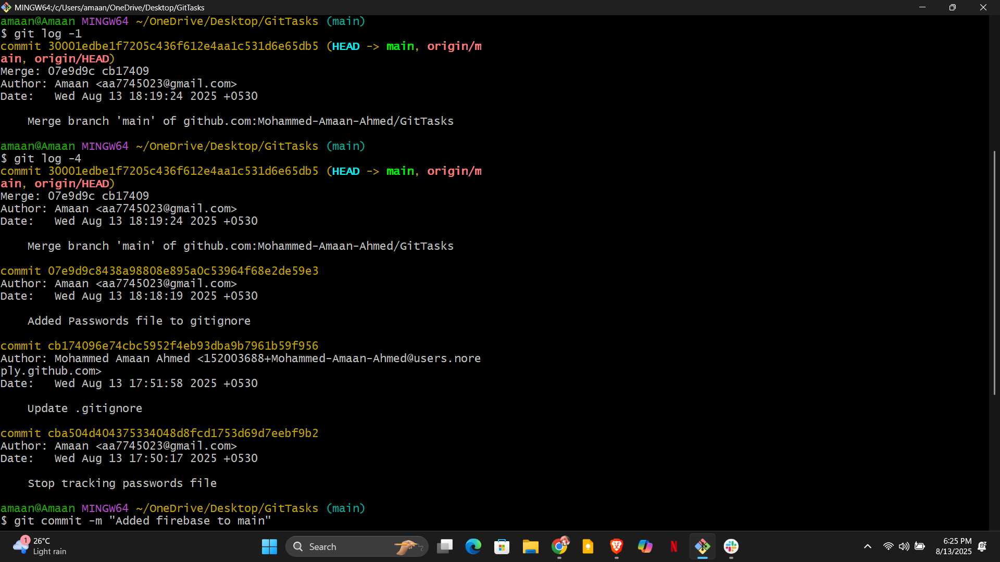 MINGW64:/c/Users/amaan/OneDrive/Desktop/GitTasks
amaan@Amaan MINGW64 ~/OneDrive/Desktop/GitTasks (main)
$ git log -1
commit 30001edbe1f7205c436f612e4aa1c531d6e65db5 (HEAD -> main, origin/m
ain, origin/HEAD)
Merge: 07e9d9c cb17409
Author: Amaan <aa7745023@gmail.com>
Date:   Wed Aug 13 18:19:24 2025 +0530
Merge branch 'main' of github.com:Mohammed-Amaan-Ahmed/GitTasks
amaan@Amaan MINGW64 ~/OneDrive/Desktop/GitTasks (main)
$ git log -4
commit 30001edbe1f7205c436f612e4aa1c531d6e65db5 (HEAD -> main, origin/m
ain, origin/HEAD)
Merge: 07e9d9c cb17409
Author: Amaan <aa7745023@gmail.com>
Date:   Wed Aug 13 18:19:24 2025 +0530
Merge branch 'main' of github.com:Mohammed-Amaan-Ahmed/GitTasks
commit 07e9d9c8438a98808e895a0c53964f68e2de59e3
Author: Amaan <aa7745023@gmail.com>
Date:   Wed Aug 13 18:18:19 2025 +0530
Added Passwords file to gitignore
commit cb174096e74cbc5952f4eb93dba9b7961b59f956
Author: Mohammed Amaan Ahmed <152003688+Mohammed-Amaan-Ahmed@users.nore
ply.github.com>
Date:   Wed Aug 13 17:51:58 2025 +0530
Update .gitignore
commit cba504d404375334048d8fcd1753d69d7eebf9b2
Author: Amaan <aa7745023@gmail.com>
Date:   Wed Aug 13 17:50:17 2025 +0530
Stop tracking passwords file
amaan@Amaan MINGW64 ~/OneDrive/Desktop/GitTasks (main)
$ git commit -m "Added firebase to main"
1
26°C
Light rain
Search
N
6:25 PM
8/13/2025